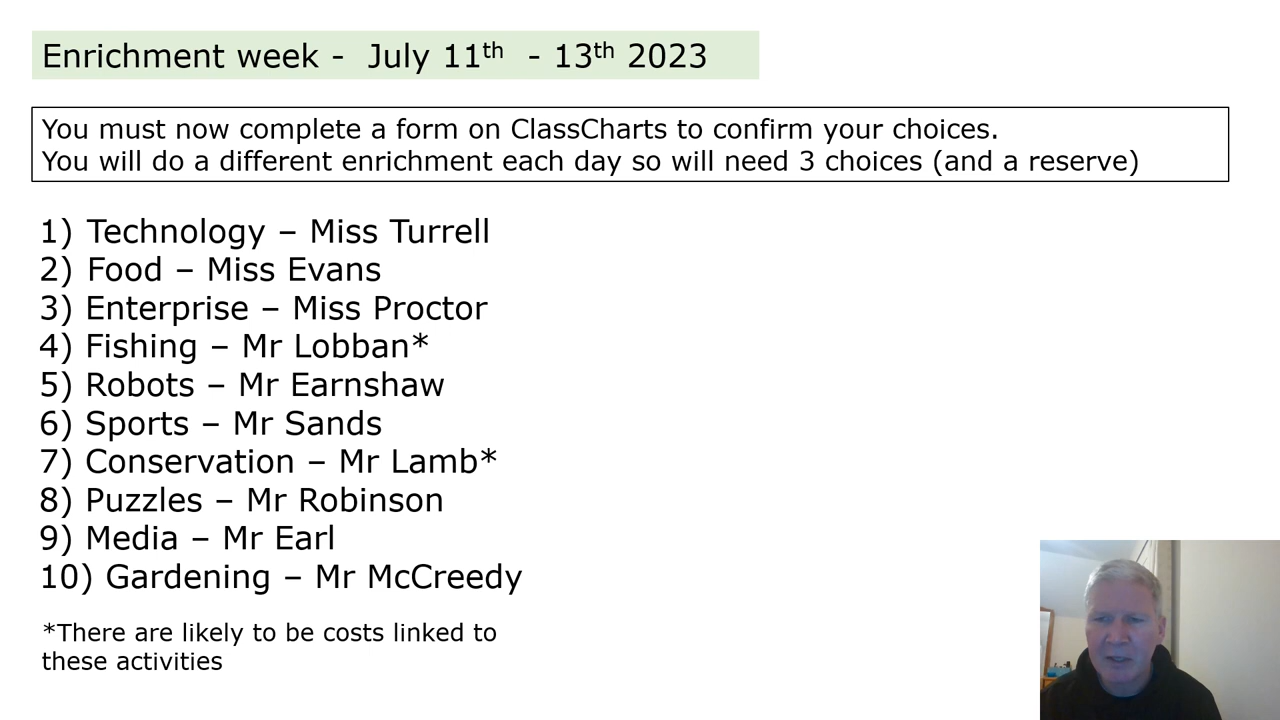 Enrichment week -  July 11th  - 13th 2023
You must now complete a form on ClassCharts to confirm your choices.
You will do a different enrichment each day so will need 3 choices (and a reserve)
1) Technology – Miss Turrell
2) Food – Miss Evans
3) Enterprise – Miss Proctor
4) Fishing – Mr Lobban*
5) Robots – Mr Earnshaw
6) Sports – Mr Sands
7) Conservation – Mr Lamb*
8) Puzzles – Mr Robinson
9) Media – Mr Earl
10) Gardening – Mr McCreedy
*There are likely to be costs linked to
these activities